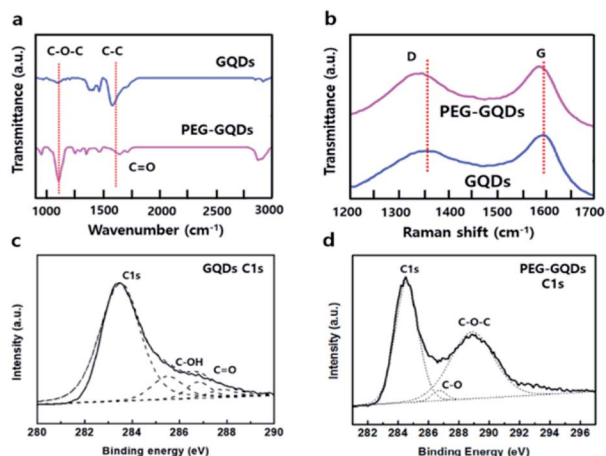 a
C-O-C
C-C
GQDs
PEG-GQDs
C=O
Transmittance (a.u.)
1000 1500 2000 2500 3000
Wavenumber (cm⁻¹)
b
D
G
PEG-GQDs
GQDs
Transmittance (a.u.)
1200 1300 1400 1500 1600 1700
Raman shift (cm⁻¹)
c
GQDs C1s
C1s
C-OH
C=O
Intensity (a.u.)
280 282 284 286 288 290
Binding energy (eV)
d
PEG-GQDs
C1s
C1s
C-O-C
C-O
Intensity (a.u.)
282 284 286 288 290 292 294 296
Binding Energy (eV)